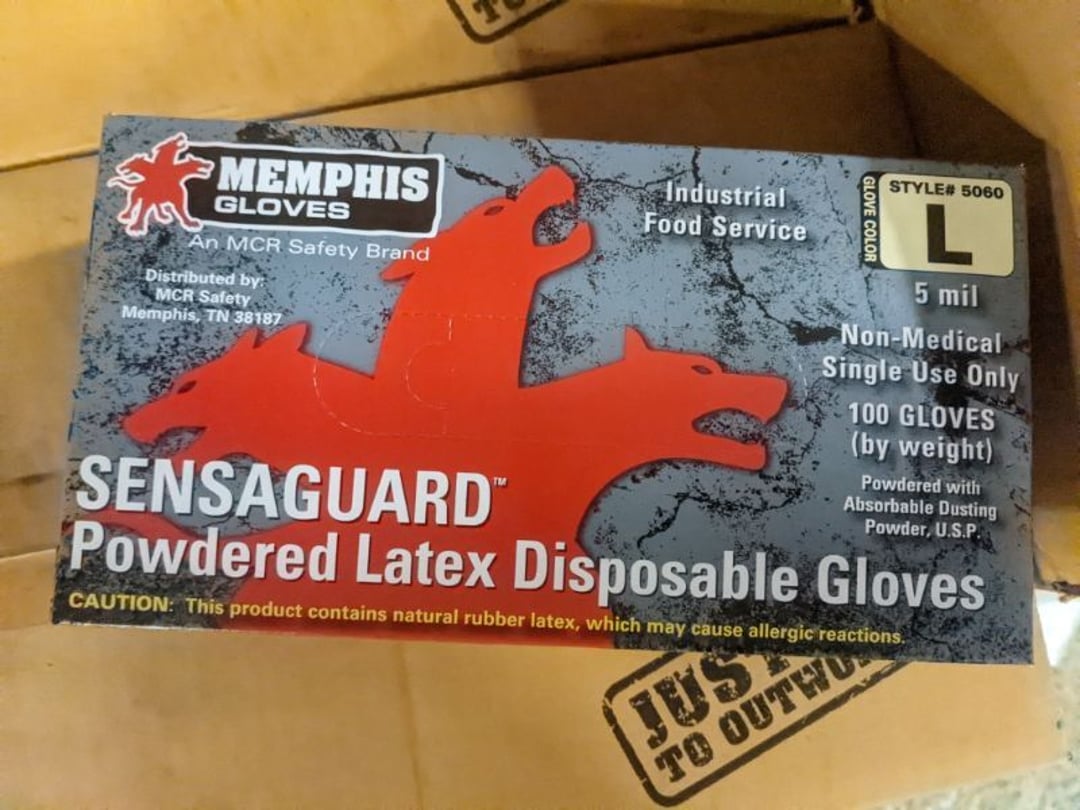 MEMPHIS
GLOVES
An MCR Safety Brand
Distributed by:
MCR Safety
Memphis, TN 38187
Industrial
Food Service
GLOVE COLOR
STYLE# 5060
L
5 mil
Non-Medical
Single Use Only
100 GLOVES
(by weight)
Powdered with
Absorbable Dusting
Powder, U.S.P.
SENSAGUARD™
Powdered Latex Disposable Gloves
CAUTION: This product contains natural rubber latex, which may cause allergic reactions.
TO